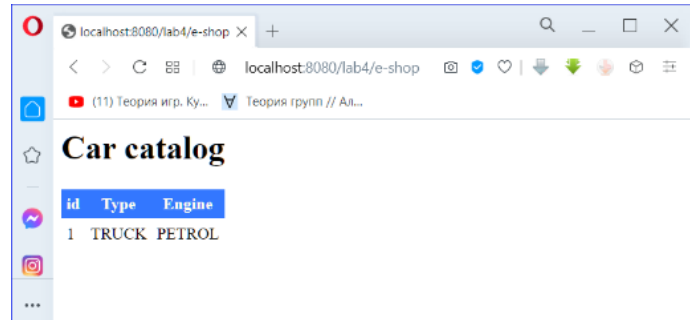 localhost:8080/lab4/e-shop
localhost:8080/lab4/e-shop
(11) Теория игр. Ку... Теория групп // Ал...
Car catalog
id Type Engine
1 TRUCK PETROL